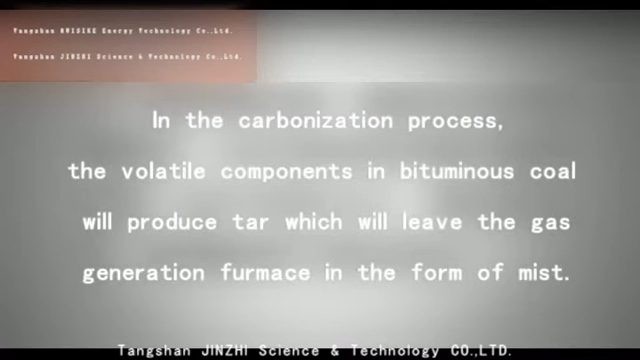 Tangshan RUISIKE Energy Technology Co.,Ltd.
Tangshan JINZHI Science & Technology Co.,Ltd.
In the carbonization process,
the volatile components in bituminous coal
will produce tar which will leave the gas
generation furmace in the form of mist.
Tangshan JINZHI Science & Technology CO.,LTD.